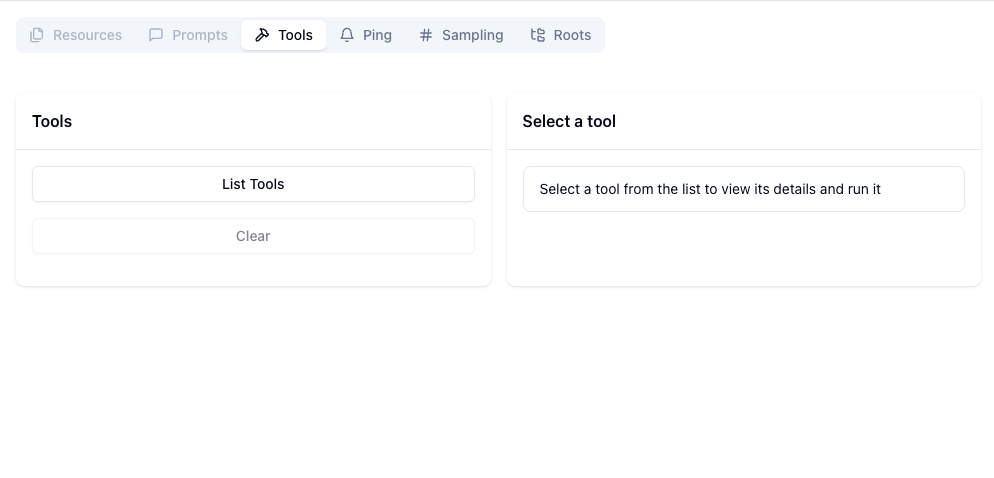 Resources Prompts Tools Ping Sampling Roots
Tools
List Tools
Clear
Select a tool
Select a tool from the list to view its details and run it